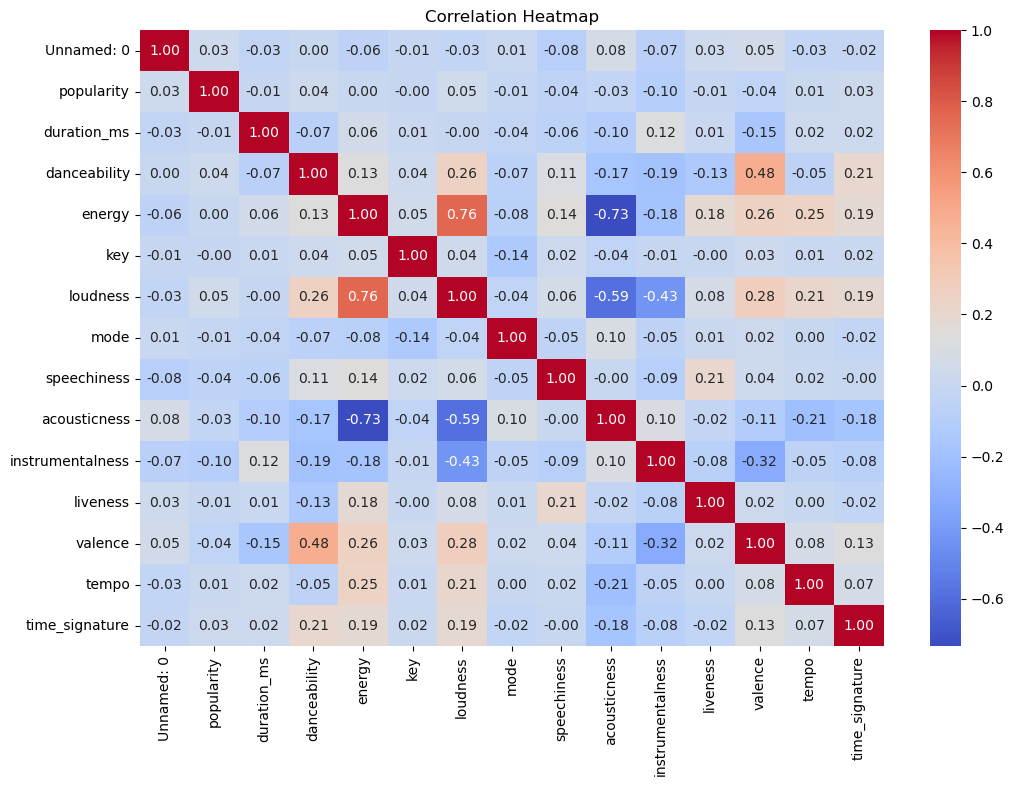 Correlation Heatmap
Unnamed: 0 1.00 0.03 -0.03 0.00 -0.06 -0.01 -0.03 0.01 -0.08 0.08 -0.07 0.03 0.05 -0.03 -0.02
popularity 0.03 1.00 -0.01 0.04 0.00 -0.00 0.05 -0.01 -0.04 -0.03 -0.10 -0.01 -0.04 0.01 0.03
duration_ms -0.03 -0.01 1.00 -0.07 0.06 0.01 -0.00 -0.04 -0.06 -0.10 0.12 0.01 -0.15 0.02 0.02
danceability 0.00 0.04 -0.07 1.00 0.13 0.04 0.26 -0.07 0.11 -0.17 -0.19 -0.13 0.48 -0.05 0.21
energy -0.06 0.00 0.06 0.13 1.00 0.05 0.76 -0.08 0.14 -0.73 -0.18 0.18 0.26 0.25 0.19
key -0.01 -0.00 0.01 0.04 0.05 1.00 0.04 -0.14 0.02 -0.04 -0.01 -0.00 0.03 0.01 0.02
loudness -0.03 0.05 -0.00 0.26 0.76 0.04 1.00 -0.04 0.06 -0.59 -0.43 0.08 0.28 0.21 0.19
mode 0.01 -0.01 -0.04 -0.07 -0.08 -0.14 -0.04 1.00 -0.05 0.10 -0.05 0.01 0.02 0.00 -0.02
speechiness -0.08 -0.04 -0.06 0.11 0.14 0.02 0.06 -0.05 1.00 -0.00 -0.09 0.21 0.04 0.02 -0.00
acousticness 0.08 -0.03 -0.10 -0.17 -0.73 -0.04 -0.59 0.10 -0.00 1.00 0.10 -0.02 -0.11 -0.21 -0.18
instrumentalness -0.07 -0.10 0.12 -0.19 -0.18 -0.01 -0.43 -0.05 -0.09 0.10 1.00 -0.08 -0.32 -0.05 -0.08
liveness 0.03 -0.01 0.01 -0.13 0.18 -0.00 0.08 0.01 0.21 -0.02 -0.08 1.00 0.02 0.00 -0.02
valence 0.05 -0.04 -0.15 0.48 0.26 0.03 0.28 0.02 0.04 -0.11 -0.32 0.02 1.00 0.08 0.13
tempo -0.03 0.01 0.02 -0.05 0.25 0.01 0.21 0.00 0.02 -0.21 -0.05 0.00 0.08 1.00 0.07
time_signature -0.02 0.03 0.02 0.21 0.19 0.02 0.19 -0.02 -0.00 -0.18 -0.08 -0.02 0.13 0.07 1.00
Unnamed: 0
popularity
duration_ms
danceability
energy
key
loudness
mode
speechiness
acousticness
instrumentalness
liveness
valence
tempo
time_signature
1.0
0.8
0.6
0.4
0.2
0.0
−0.2
−0.4
−0.6